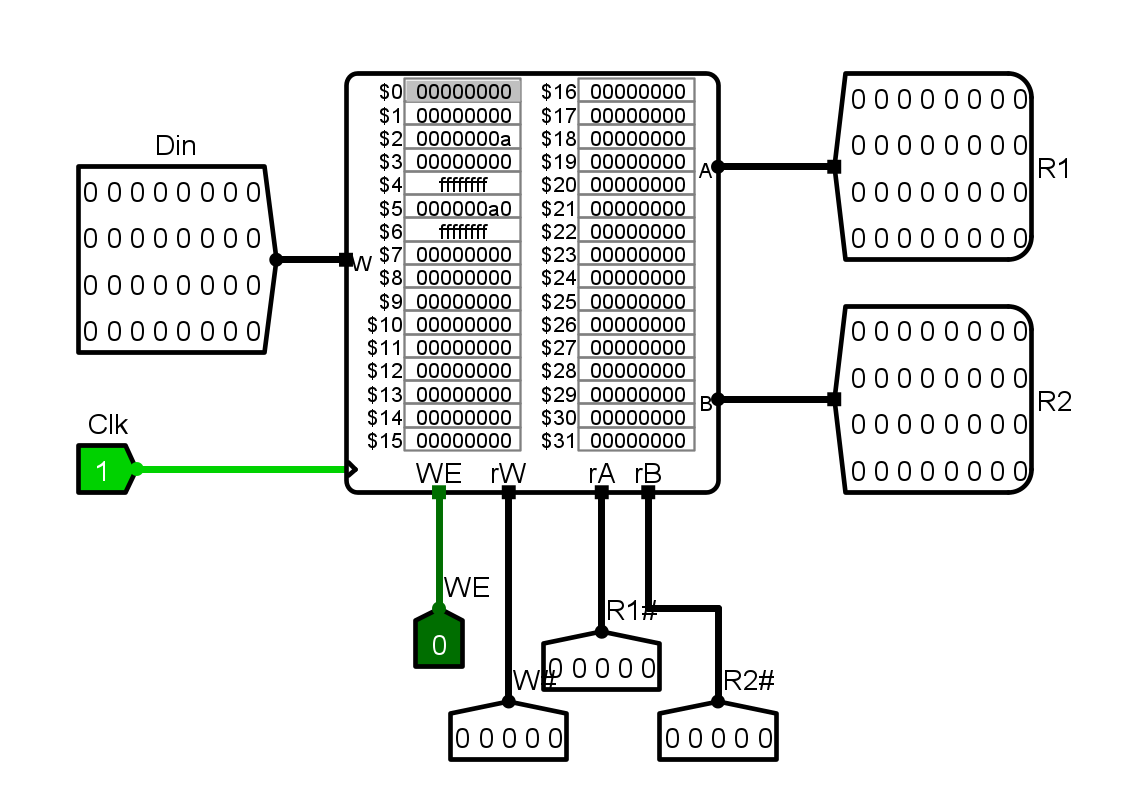 Din
0 0 0 0 0 0 0 0
0 0 0 0 0 0 0 0
0 0 0 0 0 0 0 0
0 0 0 0 0 0 0 0
Clk
1
W
$0 00000000 $16 00000000
$1 00000000 $17 00000000
$2 0000000a $18 00000000
$3 00000000 $19 00000000
$4 ffffffff $20 00000000
$5 000000a0 $21 00000000
$6 ffffffff $22 00000000
$7 00000000 $23 00000000
$8 00000000 $24 00000000
$9 00000000 $25 00000000
$10 00000000 $26 00000000
$11 00000000 $27 00000000
$12 00000000 $28 00000000
$13 00000000 $29 00000000
$14 00000000 $30 00000000
$15 00000000 $31 00000000
WE rW rA rB
A
B
0 0 0 0 0 0 0 0
0 0 0 0 0 0 0 0
0 0 0 0 0 0 0 0
0 0 0 0 0 0 0 0
R1
0 0 0 0 0 0 0 0
0 0 0 0 0 0 0 0
0 0 0 0 0 0 0 0
0 0 0 0 0 0 0 0
R2
WE
0
W#
0 0 0 0 0
R1#
0 0 0 0 0
R2#
0 0 0 0 0